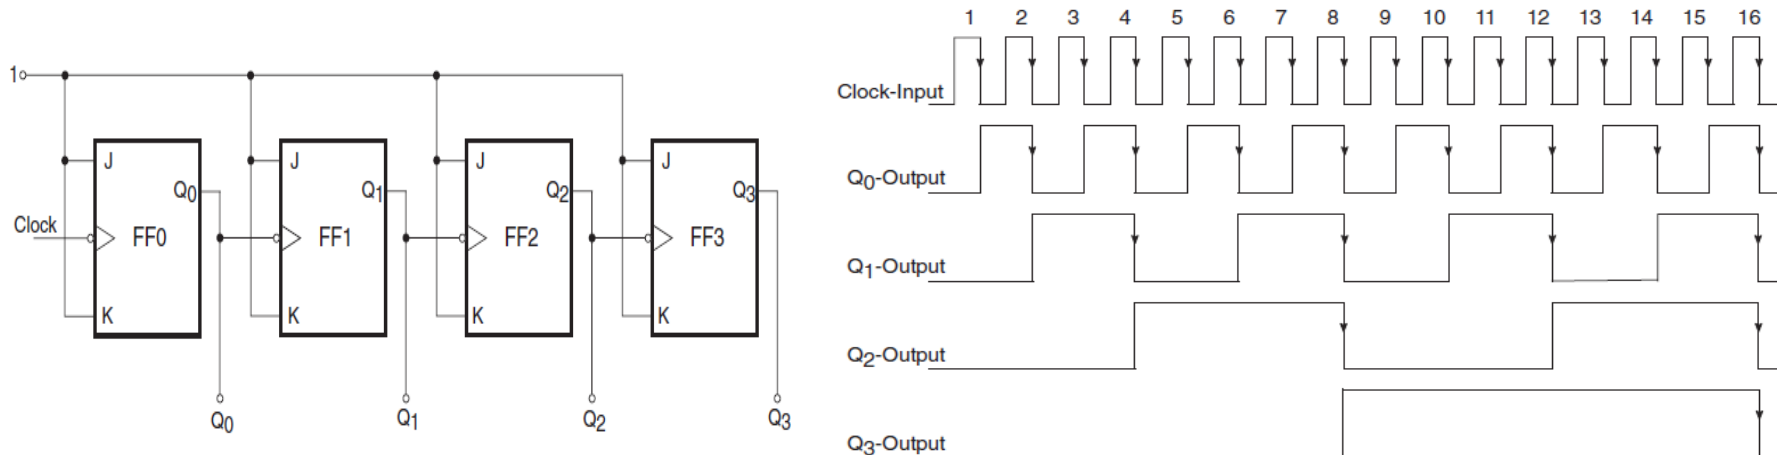 1
J
Q0
Clock
FF0
K
J
Q1
FF1
K
J
Q2
FF2
K
J
Q3
FF3
K
Q0
Q1
Q2
Q3
1 2 3 4 5 6 7 8 9 10 11 12 13 14 15 16
Clock-Input
Q0-Output
Q1-Output
Q2-Output
Q3-Output